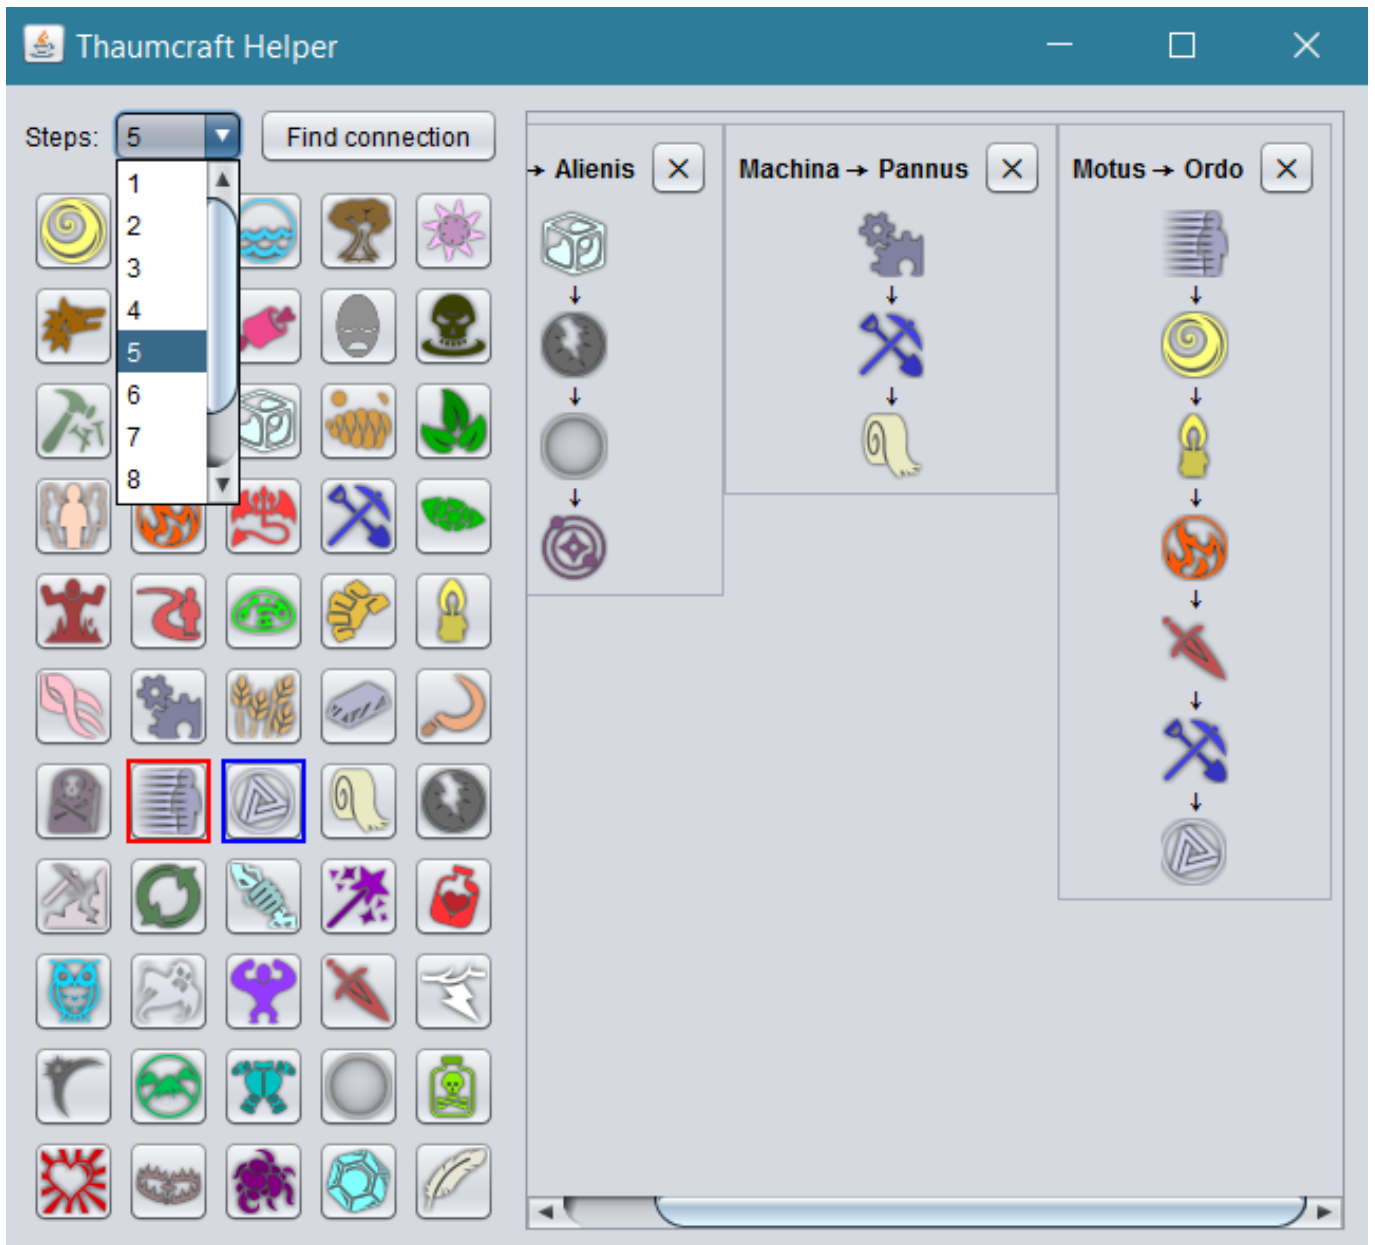 Thaumcraft Helper
Steps: 5 Find connection
1
2
3
4
5
6
7
8
→ Alienis
Machina → Pannus
Motus → Ordo